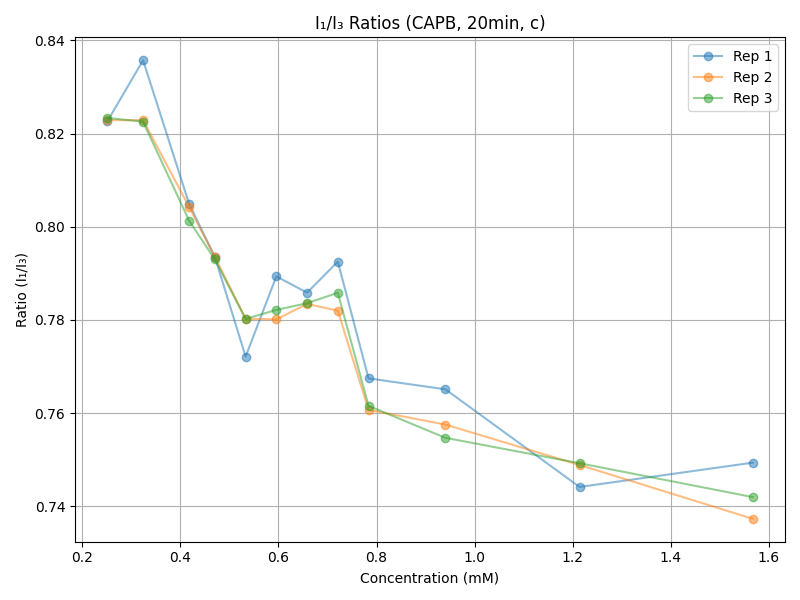 I₁/I₃ Ratios (CAPB, 20min, c)
Rep 1
Rep 2
Rep 3
0.84
0.82
0.80
0.78
0.76
0.74
Ratio (I₁/I₃)
0.2
0.4
0.6
0.8
1.0
1.2
1.4
1.6
Concentration (mM)